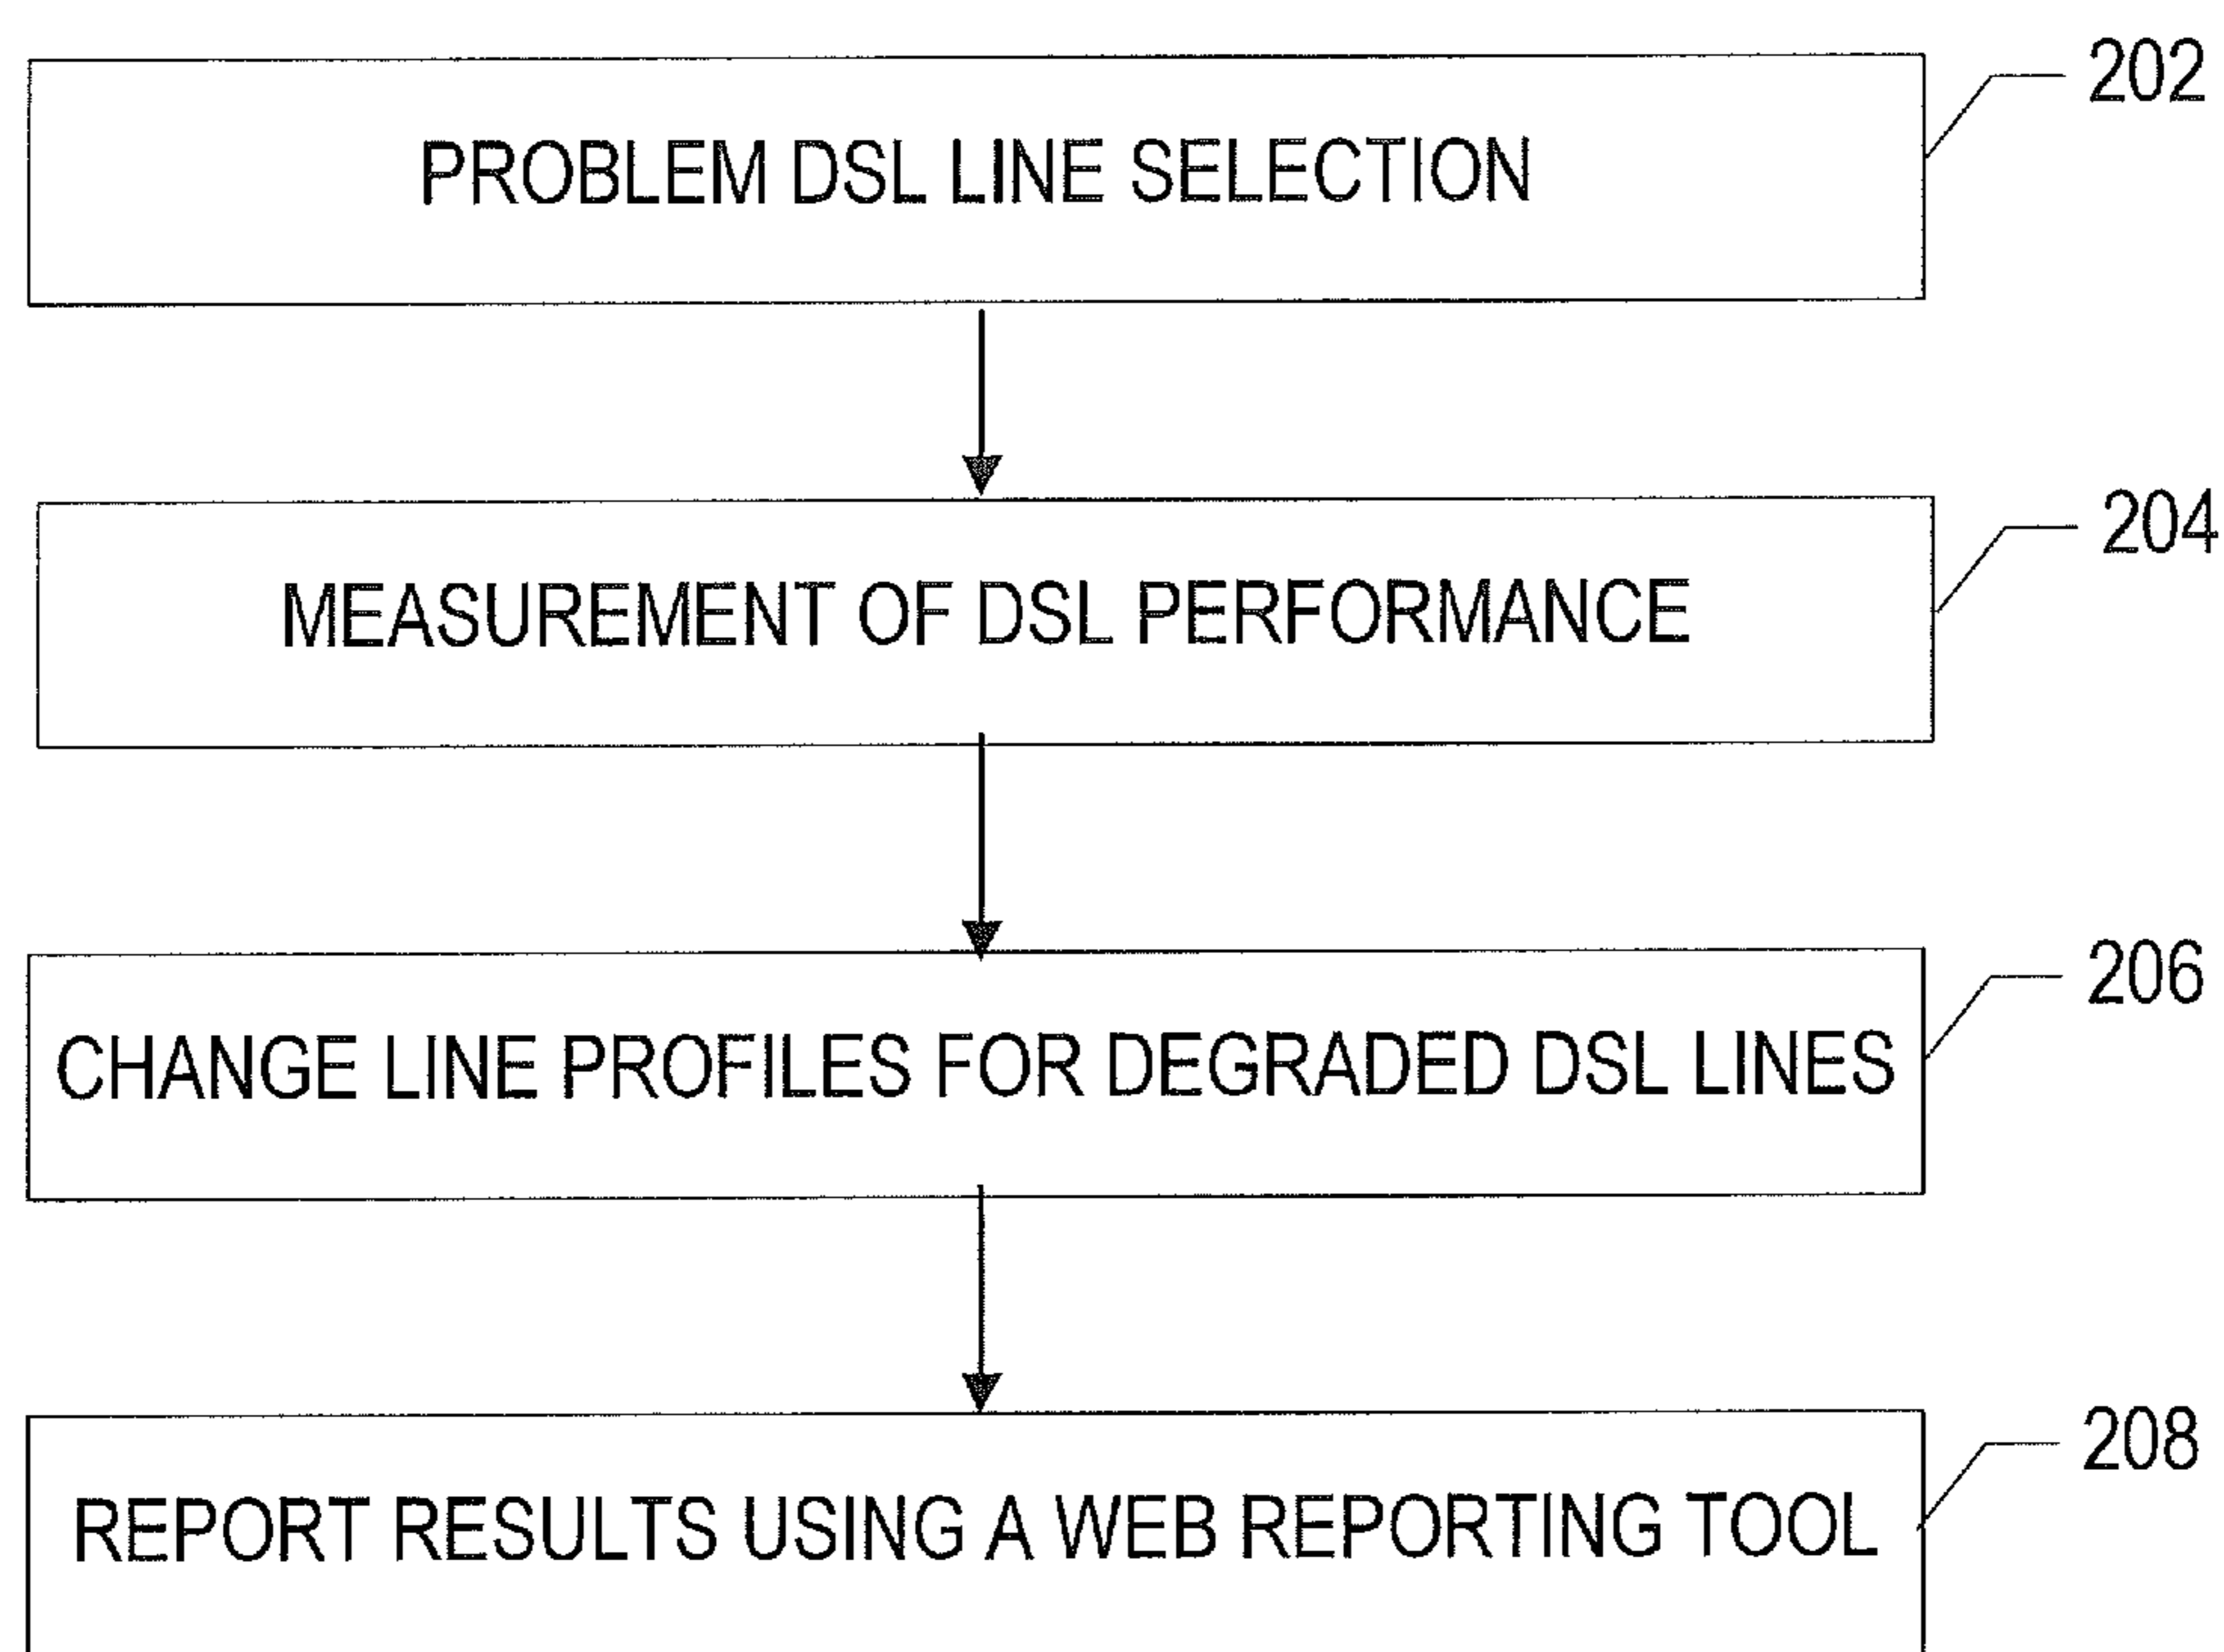 202
PROBLEM DSL LINE SELECTION
204
MEASUREMENT OF DSL PERFORMANCE
206
CHANGE LINE PROFILES FOR DEGRADED DSL LINES
208
REPORT RESULTS USING A WEB REPORTING TOOL